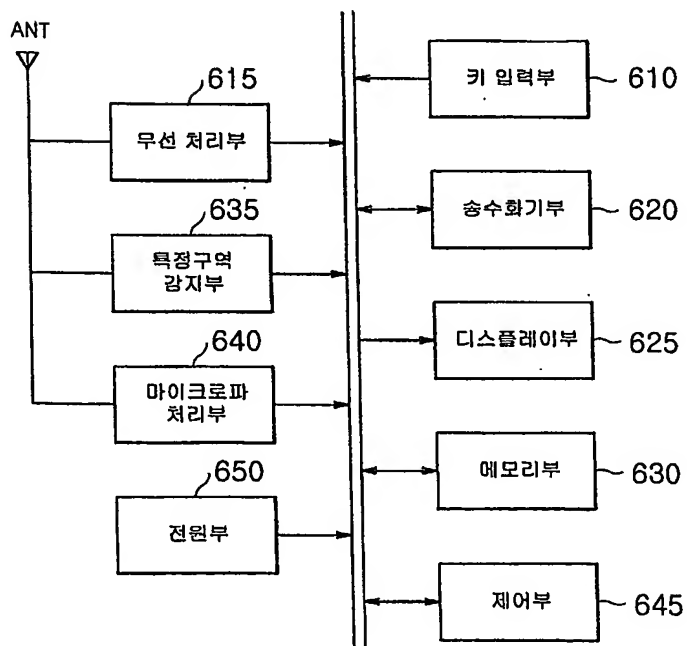 ANT
615
무선 처리부
635
특정구역
감지부
640
마이크로파
처리부
650
전원부
키 입력부
610
송수화기부
620
디스플레이부
625
메모리부
630
제어부
645